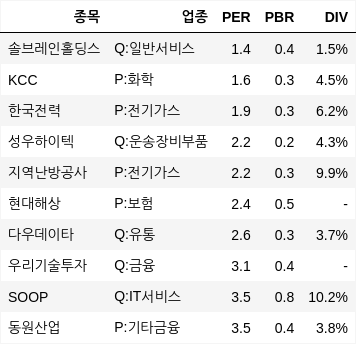 종목 업종 PER PBR DIV
솔브레인홀딩스 Q:일반서비스 1.4 0.4 1.5%
KCC P:화학 1.6 0.3 4.5%
한국전력 P:전기가스 1.9 0.3 6.2%
성우하이텍 Q:운송장비부품 2.2 0.2 4.3%
지역난방공사 P:전기가스 2.2 0.3 9.9%
현대해상 P:보험 2.4 0.5 -
다우데이타 Q:유통 2.6 0.3 3.7%
우리기술투자 Q:금융 3.1 0.4 -
SOOP Q:IT서비스 3.5 0.8 10.2%
동원산업 P:기타금융 3.5 0.4 3.8%